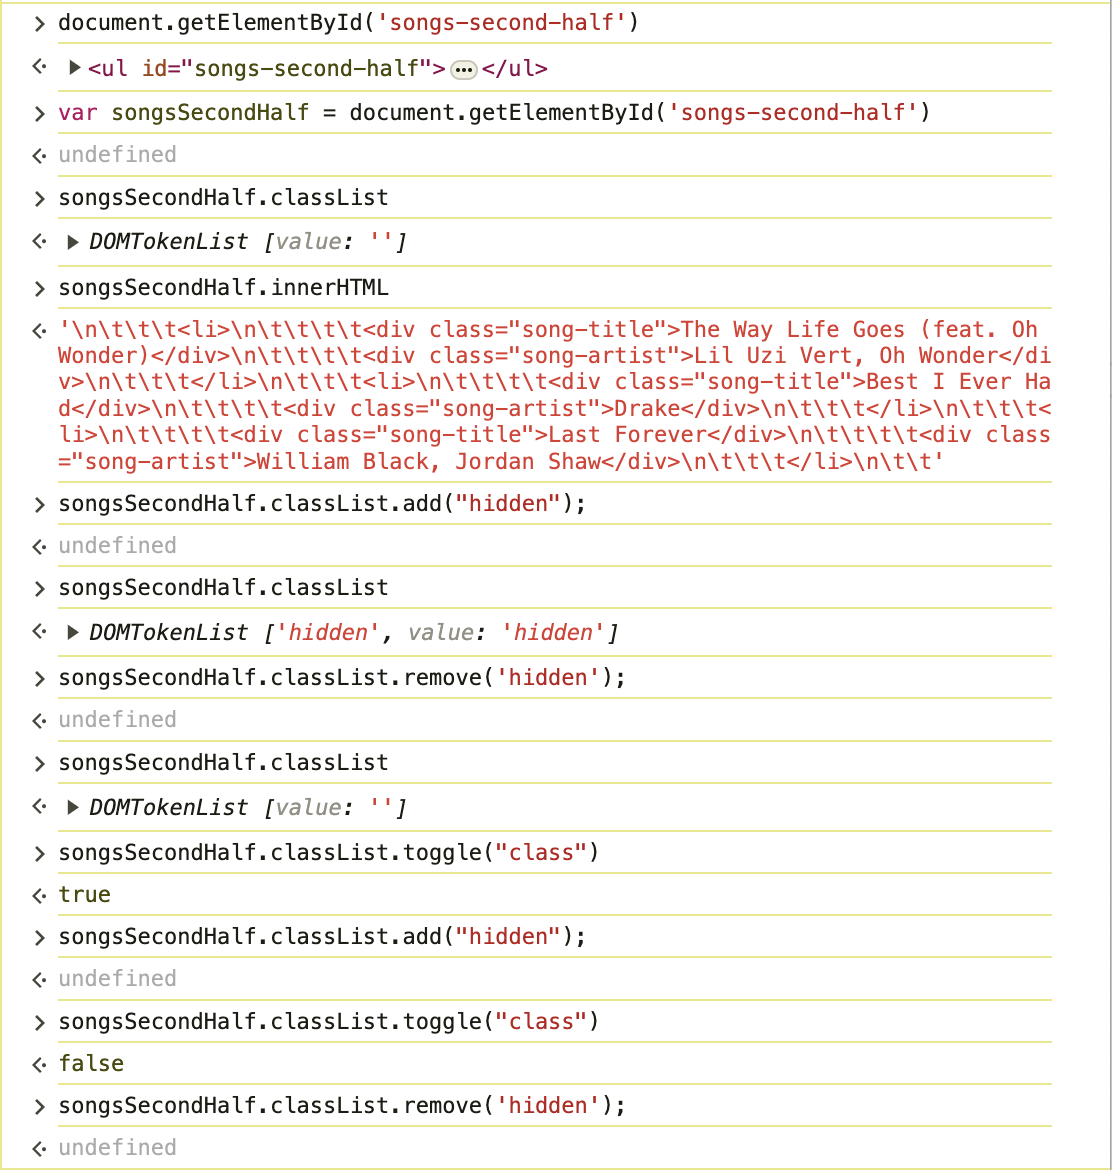 document.getElementById('songs-second-half')
<ul id="songs-second-half">…</ul>
var songsSecondHalf = document.getElementById('songs-second-half')
undefined
songsSecondHalf.classList
DOMTokenList [value: '']
songsSecondHalf.innerHTML
'\n\t\t\t<li>\n\t\t\t\t\t<div class="song-title">The Way Life Goes (feat. Oh
Wonder)</div>\n\t\t\t\t<div class="song-artist">Lil Uzi Vert, Oh Wonder</di
v>\n\t\t\t</li>\n\t\t\t<li>\n\t\t\t\t<div class="song-title">Best I Ever Ha
d</div>\n\t\t\t\t<div class="song-artist">Drake</div>\n\t\t\t</li>\n\t\t\t<
li>\n\t\t\t\t<div class="song-title">Last Forever</div>\n\t\t\t\t<div class
="song-artist">William Black, Jordan Shaw</div>\n\t\t\t</li>\n\t\t'
songsSecondHalf.classList.add("hidden");
undefined
songsSecondHalf.classList
DOMTokenList ['hidden', value: 'hidden']
songsSecondHalf.classList.remove('hidden');
undefined
songsSecondHalf.classList
DOMTokenList [value: '']
songsSecondHalf.classList.toggle("class")
true
songsSecondHalf.classList.add("hidden");
undefined
songsSecondHalf.classList.toggle("class")
false
songsSecondHalf.classList.remove('hidden');
undefined